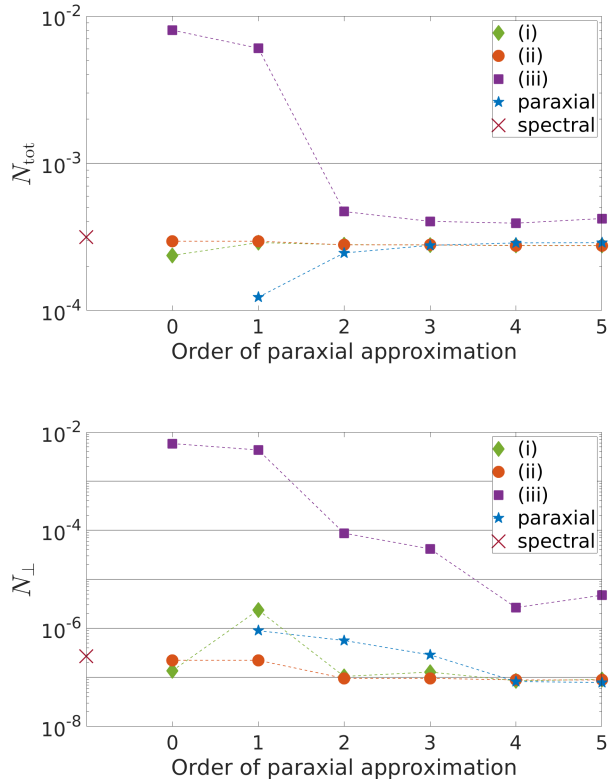 10⁻²
(i)
(ii)
(iii)
paraxial
spectral
N_tot
10⁻³
10⁻⁴
0 1 2 3 4 5
Order of paraxial approximation
10⁻²
(i)
(ii)
(iii)
paraxial
spectral
10⁻⁴
N_⊥
10⁻⁶
10⁻⁸
0 1 2 3 4 5
Order of paraxial approximation